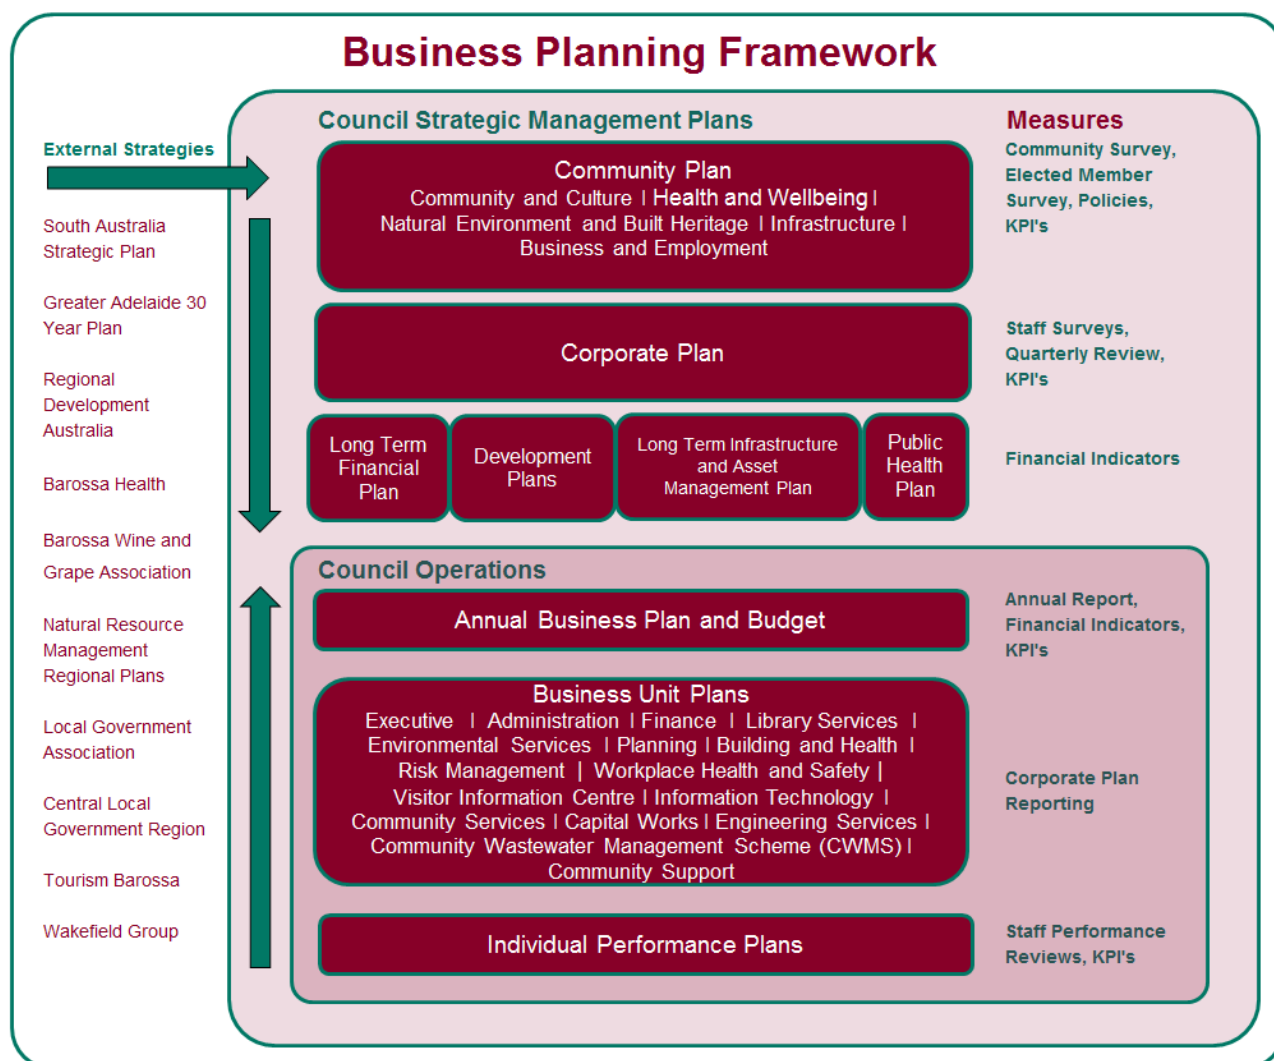 Business Planning Framework
External Strategies
South Australia
Strategic Plan
Greater Adelaide 30
Year Plan
Regional
Development
Australia
Barossa Health
Barossa Wine and
Grape Association
Natural Resource
Management
Regional Plans
Local Government
Association
Central Local
Government Region
Tourism Barossa
Wakefield Group
Council Strategic Management Plans
Community Plan
Community and Culture | Health and Wellbeing |
Natural Environment and Built Heritage | Infrastructure |
Business and Employment
Corporate Plan
Long Term
Financial
Plan
Development
Plans
Long Term Infrastructure
and Asset
Management Plan
Public
Health
Plan
Council Operations
Annual Business Plan and Budget
Business Unit Plans
Executive | Administration | Finance | Library Services |
Environmental Services | Planning | Building and Health |
Risk Management | Workplace Health and Safety |
Visitor Information Centre | Information Technology |
Community Services | Capital Works | Engineering Services |
Community Wastewater Management Scheme (CWMS) |
Community Support
Individual Performance Plans
Measures
Community Survey,
Elected Member
Survey, Policies,
KPI's
Staff Surveys,
Quarterly Review,
KPI's
Financial Indicators
Annual Report,
Financial Indicators,
KPI's
Corporate Plan
Reporting
Staff Performance
Reviews, KPI's